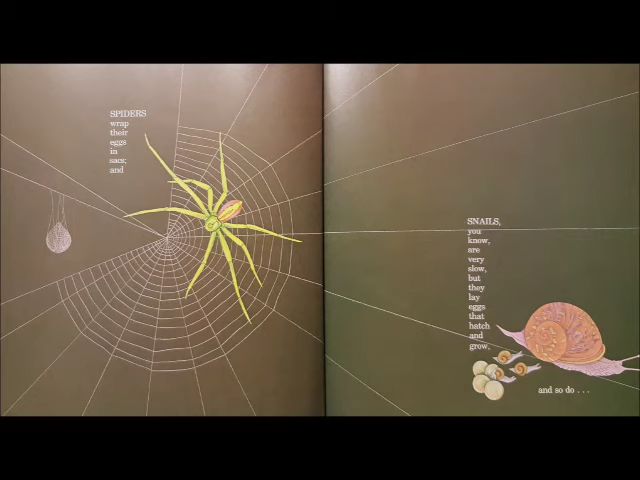 SPIDERS
wrap
their
eggs
in
sacs;
and
SNAILS,
you
know,
are
very
slow,
but
they
lay
eggs
that
hatch
and
grow,
and so do . . .